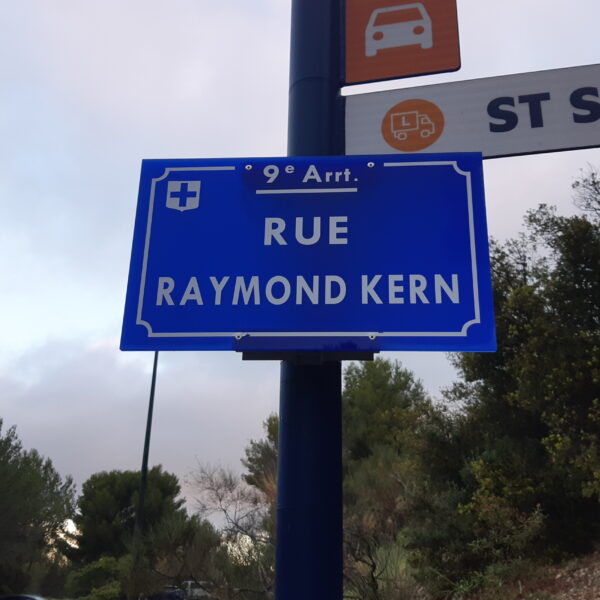 L
ST S
9e Arrt.
RUE
RAYMOND KERN